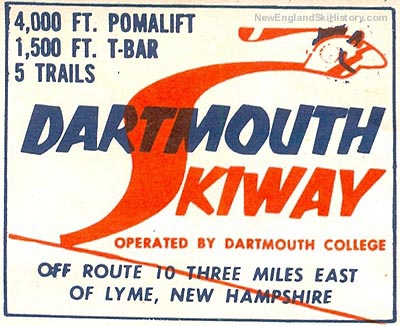 NewEnglandSkiHistory.com
4,000 FT. POMALIFT
1,500 FT. T-BAR
5 TRAILS
DARTMOUTH
SKIWAY
OPERATED BY DARTMOUTH COLLEGE
OFF ROUTE 10 THREE MILES EAST
OF LYME, NEW HAMPSHIRE